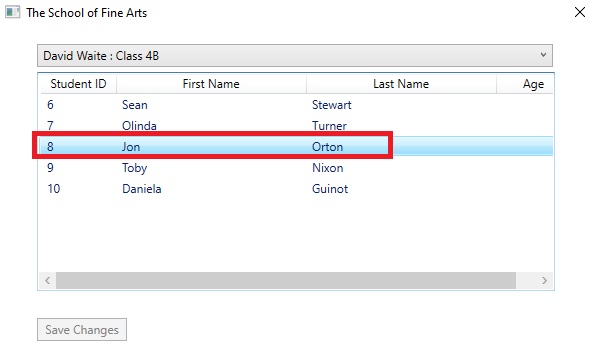 The School of Fine Arts
David Waite : Class 4B
Student ID First Name Last Name Age
6 Sean Stewart
7 Olinda Turner
8 Jon Orton
9 Toby Nixon
10 Daniela Guinot
Save Changes